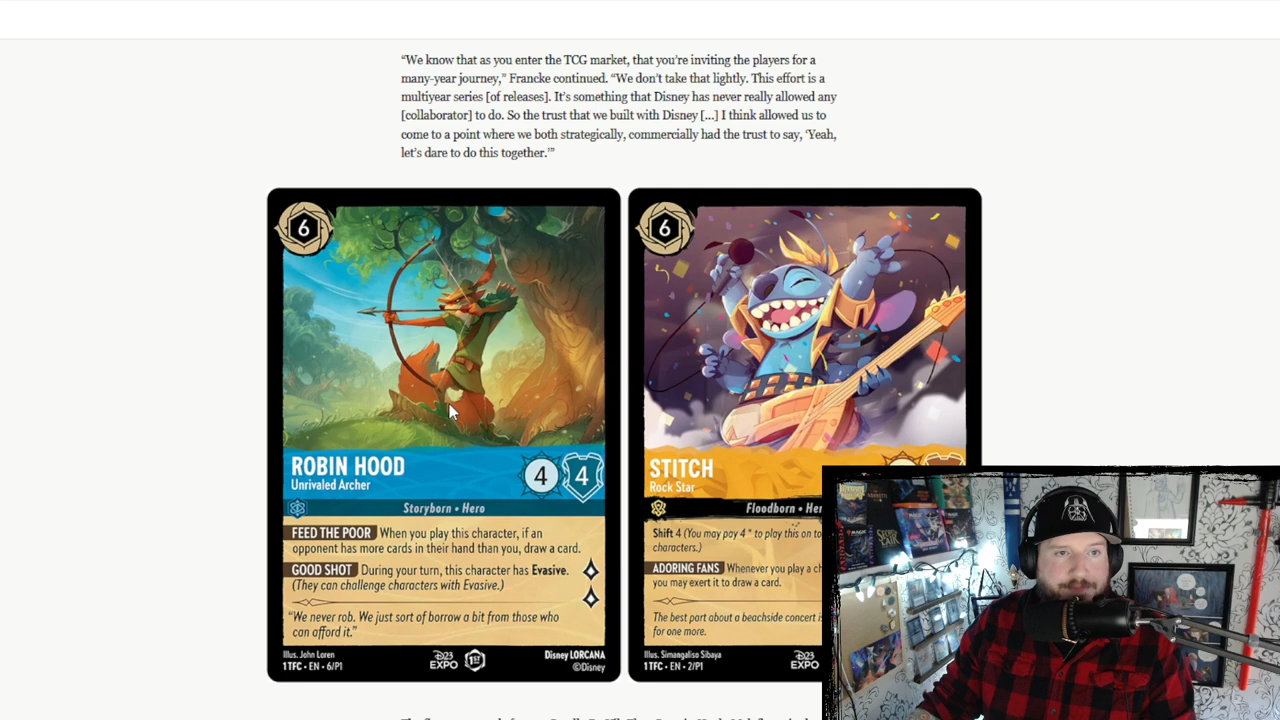 “We know that as you enter the TCG market, that you’re inviting the players for a
many-year journey,” Francke continued. “We don’t take that lightly. This effort is a
multiyear series [of releases]. It’s something that Disney has never really allowed any
[collaborator] to do. So the trust that we built with Disney [...] I think allowed us to
come to a point where we both strategically, commercially had the trust to say, ‘Yeah,
let’s dare to do this together.’”
6
ROBIN HOOD
Unrivaled Archer
4
4
Storyborn • Hero
FEED THE POOR When you play this character, if an
opponent has more cards in their hand than you, draw a card.
GOOD SHOT During your turn, this character has Evasive.
(They can challenge characters with Evasive.)
“We never rob. We just sort of borrow a bit from those who
can afford it.”
Illus. John Loren
1TFC • EN • 6/P1
D23
EXPO
1ST
Disney LORCANA
©Disney
6
STITCH
Rock Star
Floodborn • Her
Shift 4 (You may pay 4 to play this on to
characters.)
ADORING FANS Whenever you play a ch
you may exert it to draw a card.
The best part about a beachside concert is
for one more.
Illus. Simangaliso Sibaya
1TFC • EN • 2/P1
D23
EXPO